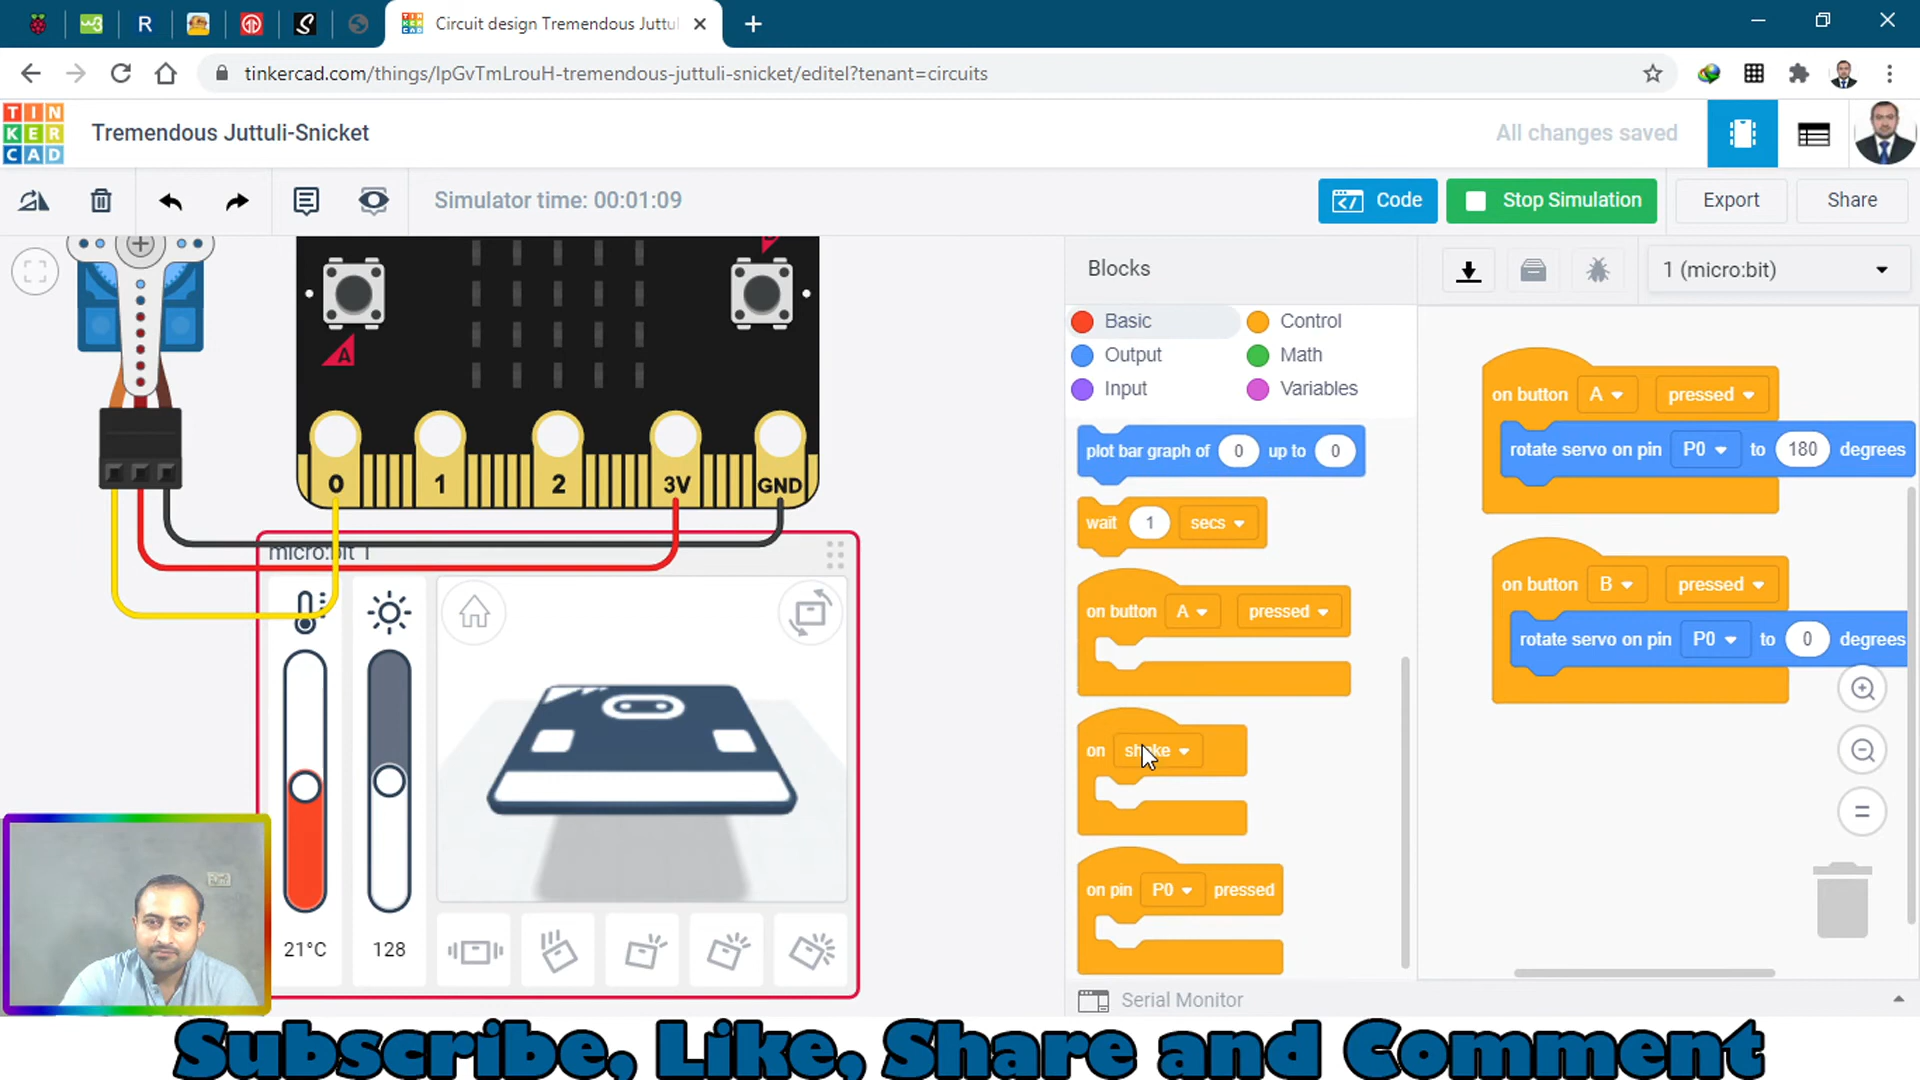 Circuit design Tremendous Juttul
tinkercad.com/things/lpGvTmLrouH-tremendous-juttuli-snicket/editel?tenant=circuits
TIN
KER
CAD
Tremendous Juttuli-Snicket
All changes saved
Simulator time: 00:01:09
Code
Stop Simulation
Export
Share
A
0 1 2 3V GND
micro:bit 1
21°C
128
Blocks
1 (micro:bit)
Basic
Control
Output
Math
Input
Variables
plot bar graph of 0 up to 0
wait 1 secs
on button A pressed
on shake
on pin P0 pressed
on button A pressed
rotate servo on pin P0 to 180 degrees
on button B pressed
rotate servo on pin P0 to 0 degrees
Serial Monitor
Subscribe, Like, Share and Comment